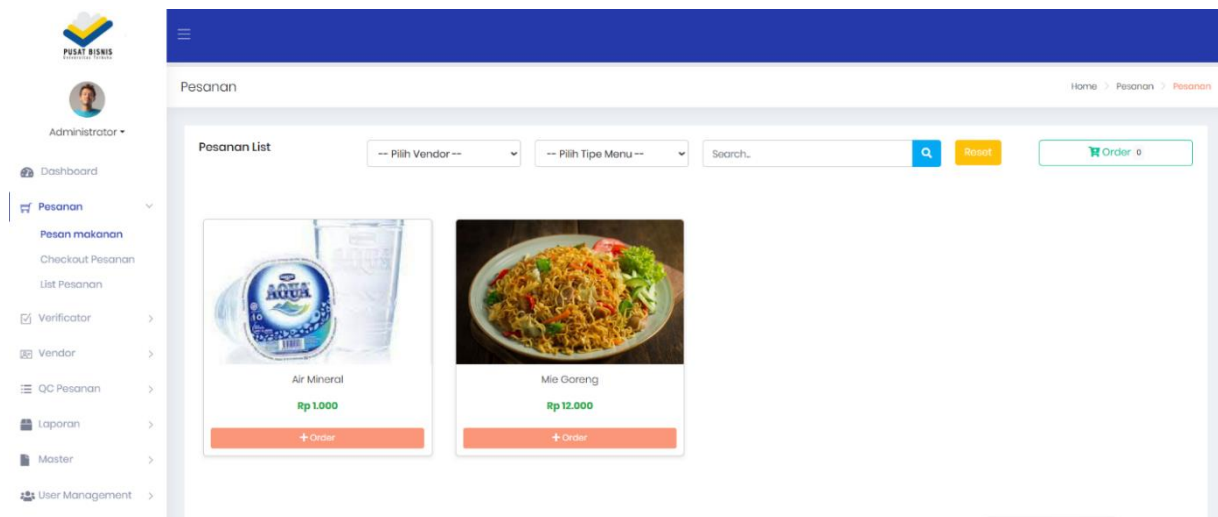 PUSAT BISNIS
Universitas Terbuka
Administrator
Dashboard
Pesanan
Pesan makanan
Checkout Pesanan
List Pesanan
Verificator
Vendor
QC Pesanan
Laporan
Master
User Management
Pesanan
Home > Pesanan > Pesanan
Pesanan List
-- Pilih Vendor --
-- Pilih Tipe Menu --
Search..
Reset
Order 0
AQUA
Air Mineral
Rp 1.000
+ Order
Mie Goreng
Rp 12.000
+ Order